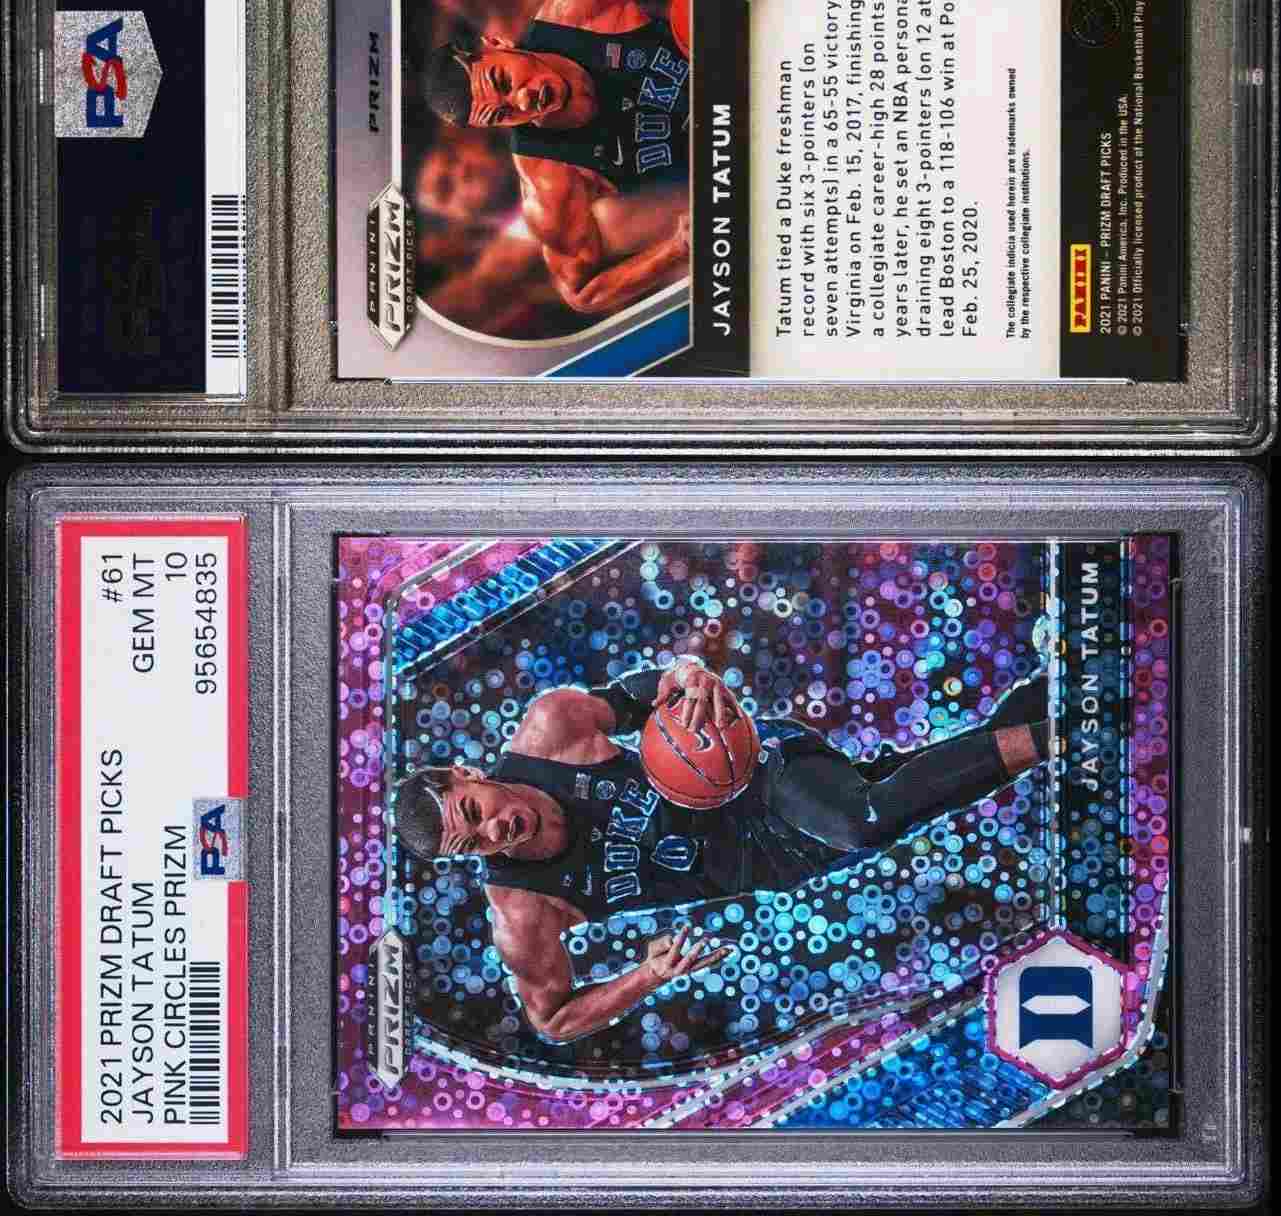 2021 PRIZM DRAFT PICKS #61
JAYSON TATUM GEM MT
PINK CIRCLES PRIZM 10
95654835
PSA
PANINI
PRIZM
DRAFT PICKS
DUKE
0
D
JAYSON TATUM
PSA
PRIZM
PANINI
PRIZM
DRAFT PICKS
DUKE
JAYSON TATUM
Tatum tied a Duke freshman
record with six 3-pointers (on
seven attempts) in a 65-55 victory
Virginia on Feb. 15, 2017, finishing
a collegiate career-high 28 points
years later, he set an NBA persona
draining eight 3-pointers (on 12 at
lead Boston to a 118-106 win at Po
Feb. 25, 2020.
The collegiate indicia used herein are trademarks owned
by the respective collegiate institutions.
PANINI
2021 PANINI - PRIZM DRAFT PICKS
© 2021 Panini America, Inc. Produced in the USA.
© 2021 Officially licensed product of the National Basketball Play